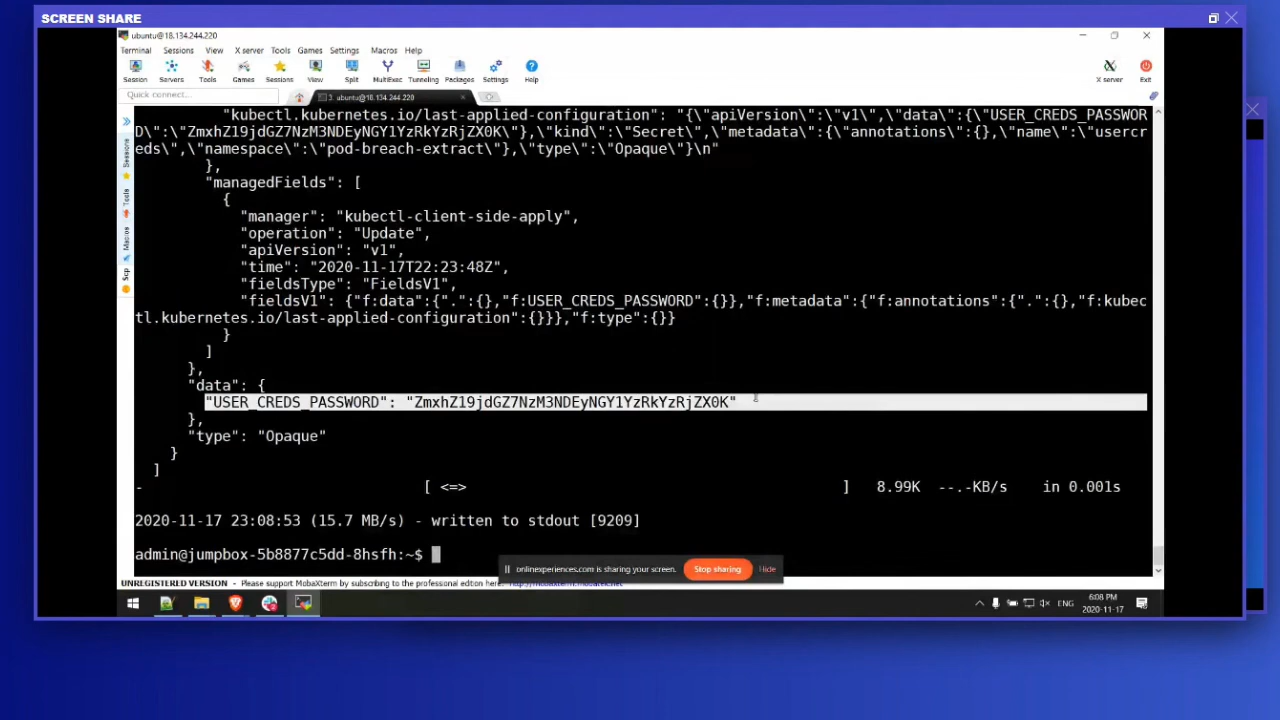 SCREEN SHARE
ubuntu@18.134.244.220
Terminal Sessions View X server Tools Games Settings Macros Help
Session Servers Tools Games Sessions View Split MultiExec Tunneling Packages Settings Help X server Exit
Quick connect...
3. ubuntu@18.134.244.220
Sessions
Tools
Macros
Scp
"kubectl.kubernetes.io/last-applied-configuration": "{\"apiVersion\":\"v1\",\"data\":{\"USER_CREDS_PASSWOR
D\":\"ZmxhZ19jdGZ7NzM3NDEyNGY1YzRkYzRjZX0K\"},\"kind\":\"Secret\",\"metadata\":{\"annotations\":{},\"name\":\"usercr
eds\",\"namespace\":\"pod-breach-extract\"},\"type\":\"Opaque\"}\n"
},
"managedFields": [
{
"manager": "kubectl-client-side-apply",
"operation": "Update",
"apiVersion": "v1",
"time": "2020-11-17T22:23:48Z",
"fieldsType": "FieldsV1",
"fieldsV1": {"f:data":{".":{},"f:USER_CREDS_PASSWORD":{}},"f:metadata":{"f:annotations":{".":{},"f:kubec
tl.kubernetes.io/last-applied-configuration":{}}},"f:type":{}}
}
]
},
"data": {
"USER_CREDS_PASSWORD": "ZmxhZ19jdGZ7NzM3NDEyNGY1YzRkYzRjZX0K"
},
"type": "Opaque"
}
]
- [ <=> ] 8.99K --.-KB/s in 0.001s
2020-11-17 23:08:53 (15.7 MB/s) - written to stdout [9209]
admin@jumpbox-5b8877c5dd-8hsfh:~$
onlinexperiences.com is sharing your screen. Stop sharing Hide
UNREGISTERED VERSION - Please support MobaXterm by subscribing to the professional edition here:
ENG
6:08 PM
2020-11-17